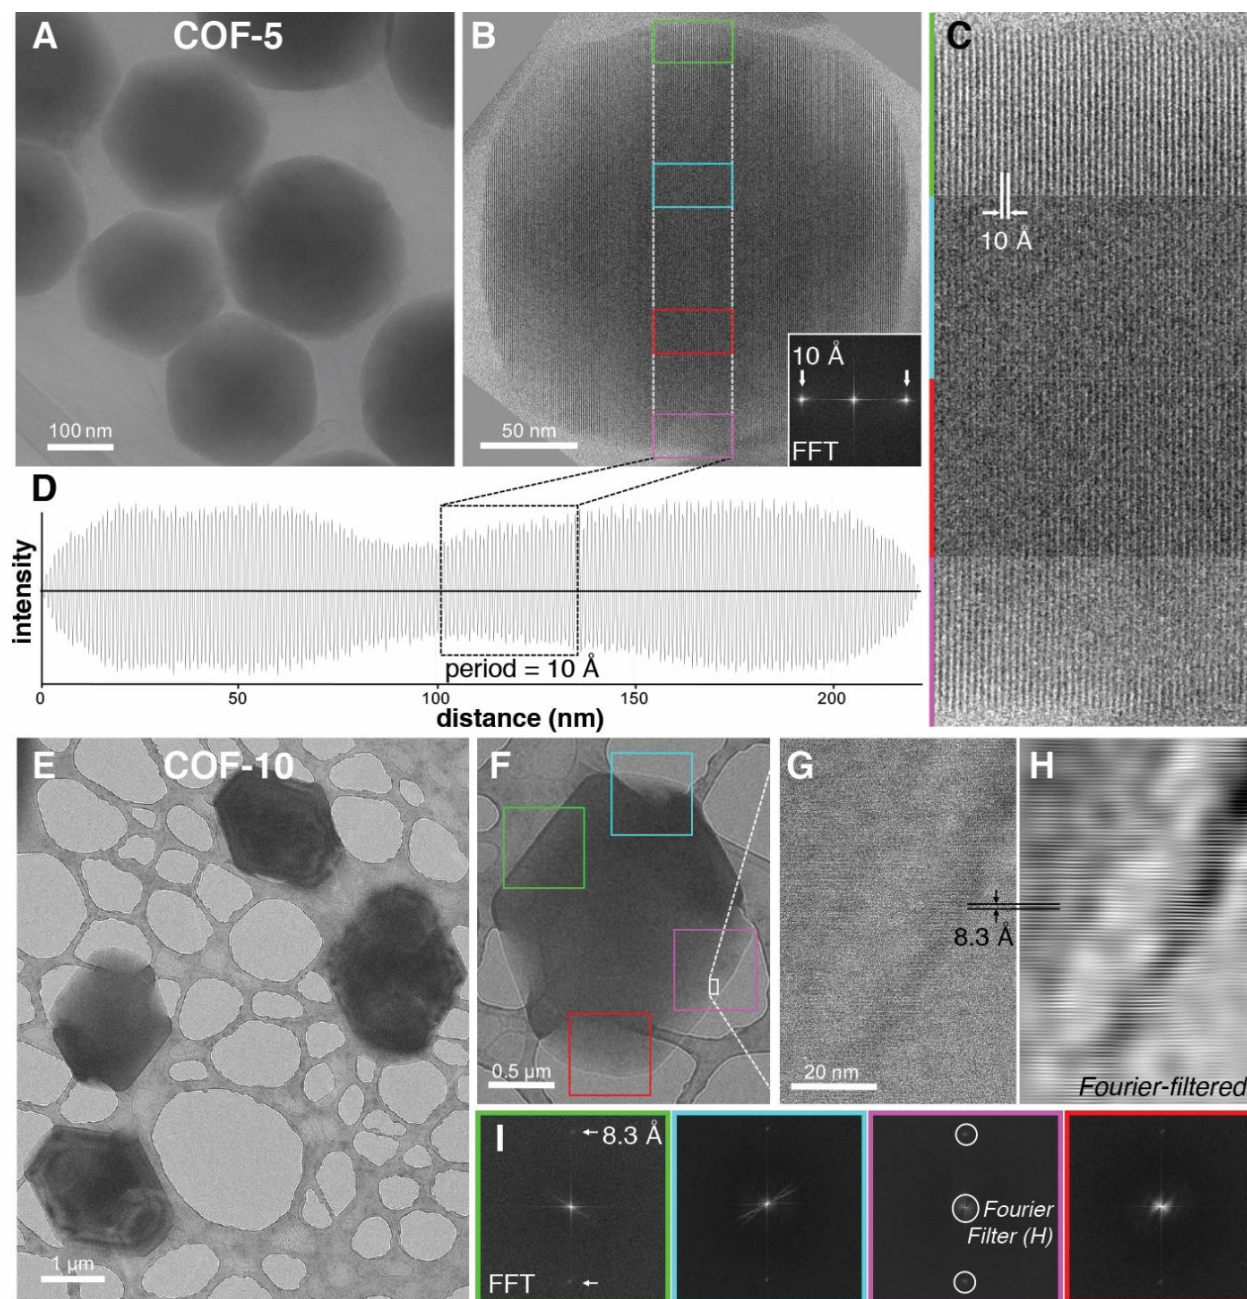 A
COF-5
100 nm
B
10 Å
FFT
50 nm
C
10 Å
D
intensity
period = 10 Å
0
50
100
150
200
distance (nm)
E
COF-10
1 µm
F
0.5 µm
G
8.3 Å
20 nm
H
Fourier-filtered
I
8.3 Å
FFT
Fourier
Filter (H)